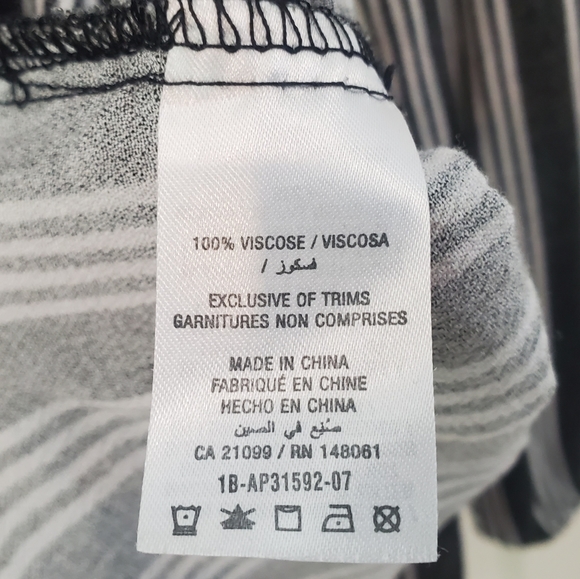 100% VISCOSE / VISCOSA
/ فسكوز
EXCLUSIVE OF TRIMS
GARNITURES NON COMPRISES
MADE IN CHINA
FABRIQUÉ EN CHINE
HECHO EN CHINA
صُنِع في الصين
CA 21099 / RN 148061
1B-AP31592-07